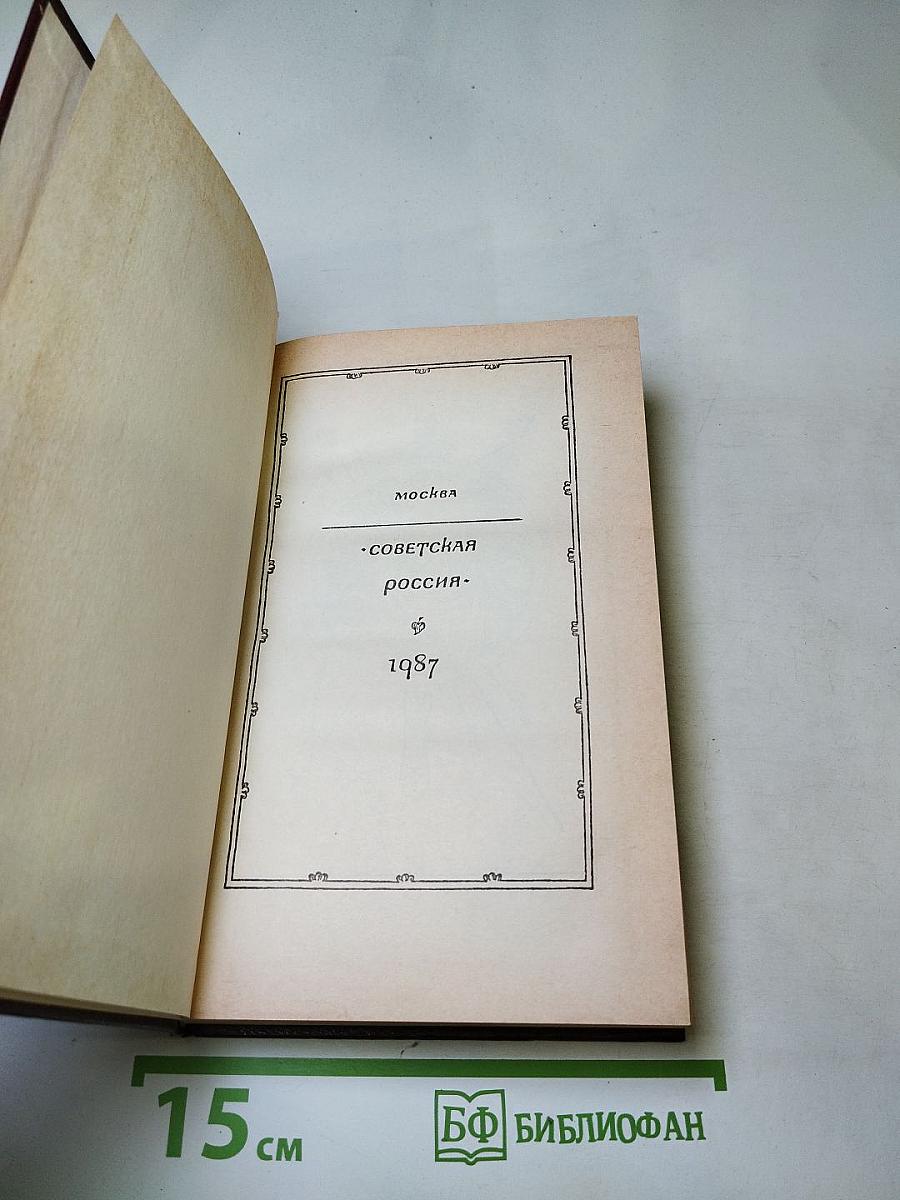 москва
·советская
россия·
1987
15 см
БФ БИБЛИОФАН